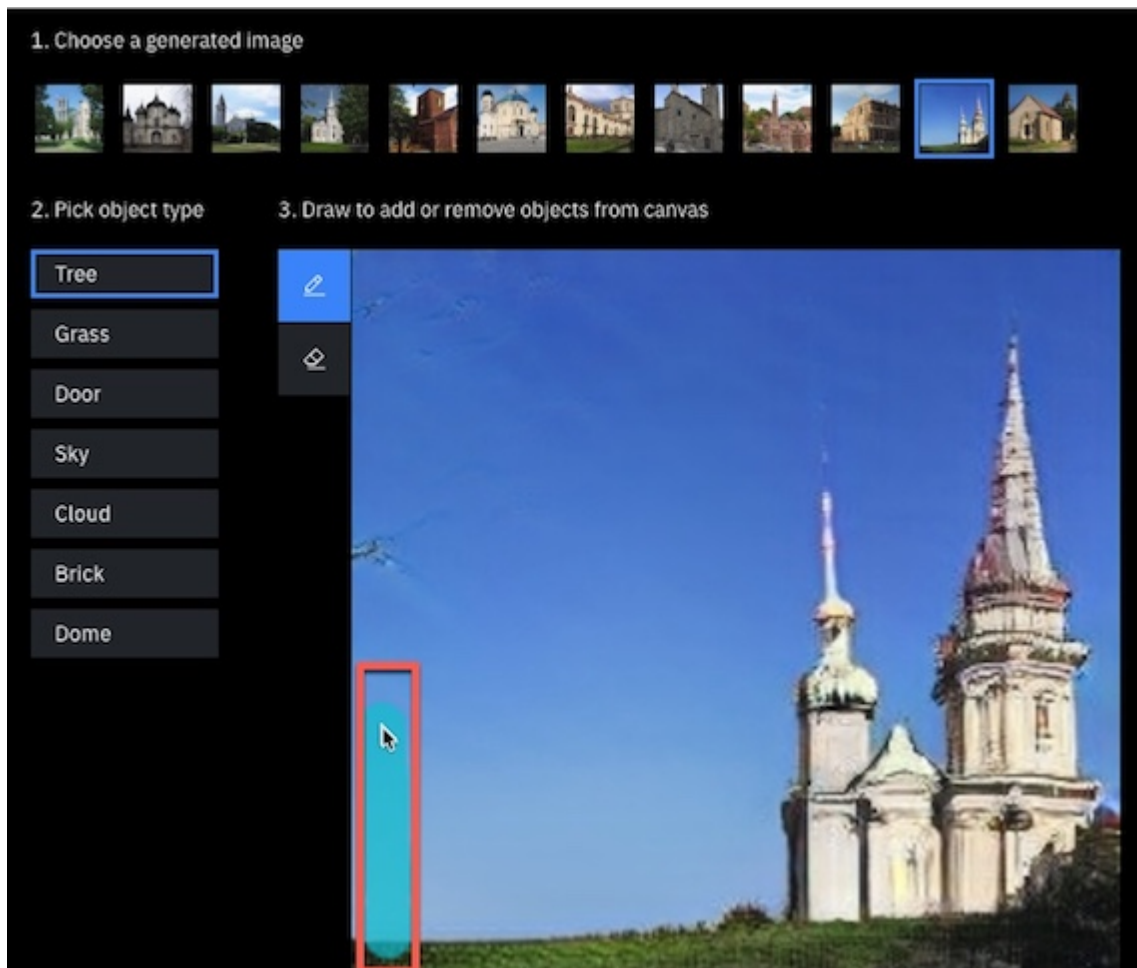 1. Choose a generated image
2. Pick object type
3. Draw to add or remove objects from canvas
Tree
Grass
Door
Sky
Cloud
Brick
Dome